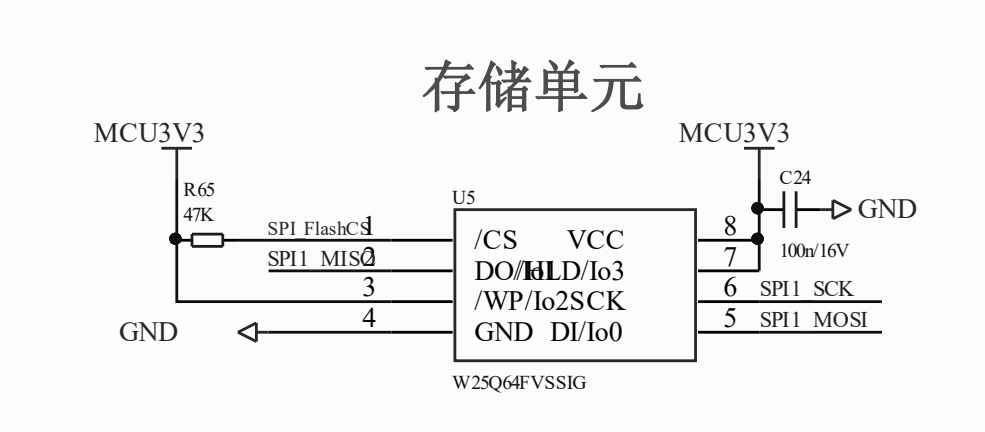 存储单元
MCU3V3
MCU3V3
R65
47K
C24
GND
100n/16V
U5
SPI_FlashCS
1
/CS
VCC
8
SPI1_MISO
2
DO/Io1
/HLD/Io3
7
3
/WP/Io2
SCK
6
SPI1_SCK
GND
4
GND
DI/Io0
5
SPI1_MOSI
W25Q64FVSSIG